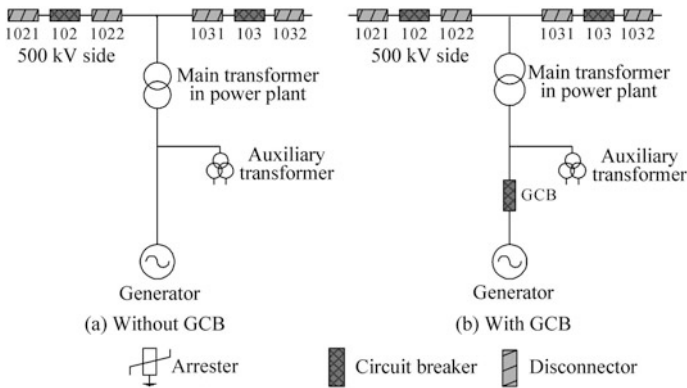 1021 102 1022 1031 103 1032
500 kV side
Main transformer
in power plant
Auxiliary
transformer
Generator
(a) Without GCB
1021 102 1022 1031 103 1032
500 kV side
Main transformer
in power plant
Auxiliary
transformer
GCB
Generator
(b) With GCB
Arrester
Circuit breaker
Disconnector